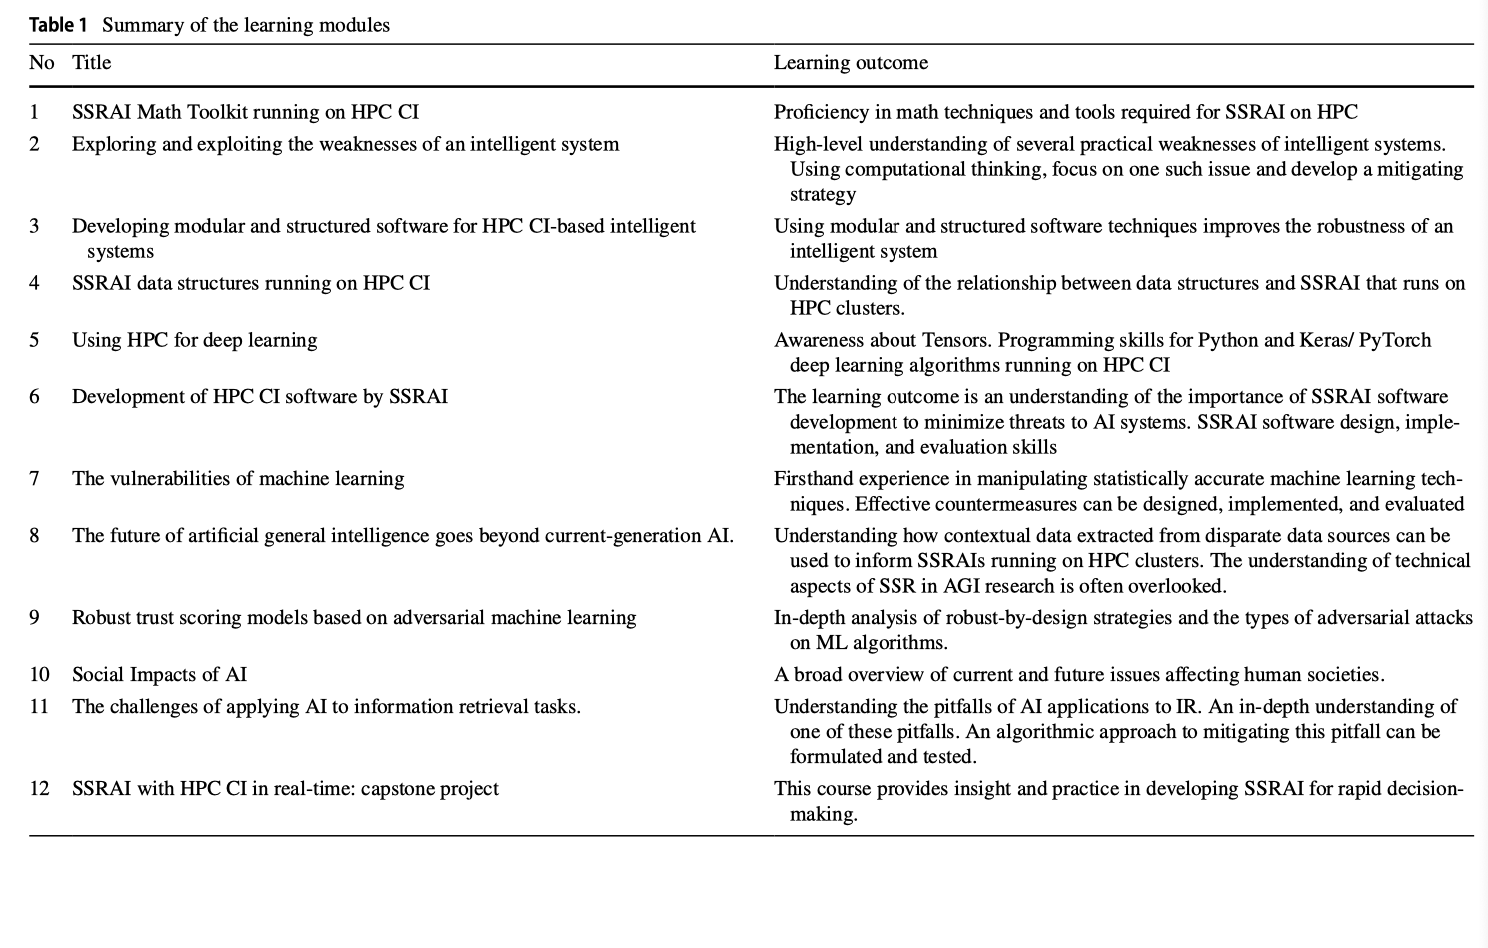 Table 1 Summary of the learning modules
No Title Learning outcome
1 SSRAI Math Toolkit running on HPC CI Proficiency in math techniques and tools required for SSRAI on HPC
2 Exploring and exploiting the weaknesses of an intelligent system High-level understanding of several practical weaknesses of intelligent systems.
Using computational thinking, focus on one such issue and develop a mitigating
strategy
3 Developing modular and structured software for HPC CI-based intelligent Using modular and structured software techniques improves the robustness of an
systems intelligent system
4 SSRAI data structures running on HPC CI Understanding of the relationship between data structures and SSRAI that runs on
HPC clusters.
5 Using HPC for deep learning Awareness about Tensors. Programming skills for Python and Keras/ PyTorch
deep learning algorithms running on HPC CI
6 Development of HPC CI software by SSRAI The learning outcome is an understanding of the importance of SSRAI software
development to minimize threats to AI systems. SSRAI software design, imple-
mentation, and evaluation skills
7 The vulnerabilities of machine learning Firsthand experience in manipulating statistically accurate machine learning tech-
niques. Effective countermeasures can be designed, implemented, and evaluated
8 The future of artificial general intelligence goes beyond current-generation AI. Understanding how contextual data extracted from disparate data sources can be
used to inform SSRAIs running on HPC clusters. The understanding of technical
aspects of SSR in AGI research is often overlooked.
9 Robust trust scoring models based on adversarial machine learning In-depth analysis of robust-by-design strategies and the types of adversarial attacks
on ML algorithms.
10 Social Impacts of AI A broad overview of current and future issues affecting human societies.
11 The challenges of applying AI to information retrieval tasks. Understanding the pitfalls of AI applications to IR. An in-depth understanding of
one of these pitfalls. An algorithmic approach to mitigating this pitfall can be
formulated and tested.
12 SSRAI with HPC CI in real-time: capstone project This course provides insight and practice in developing SSRAI for rapid decision-
making.